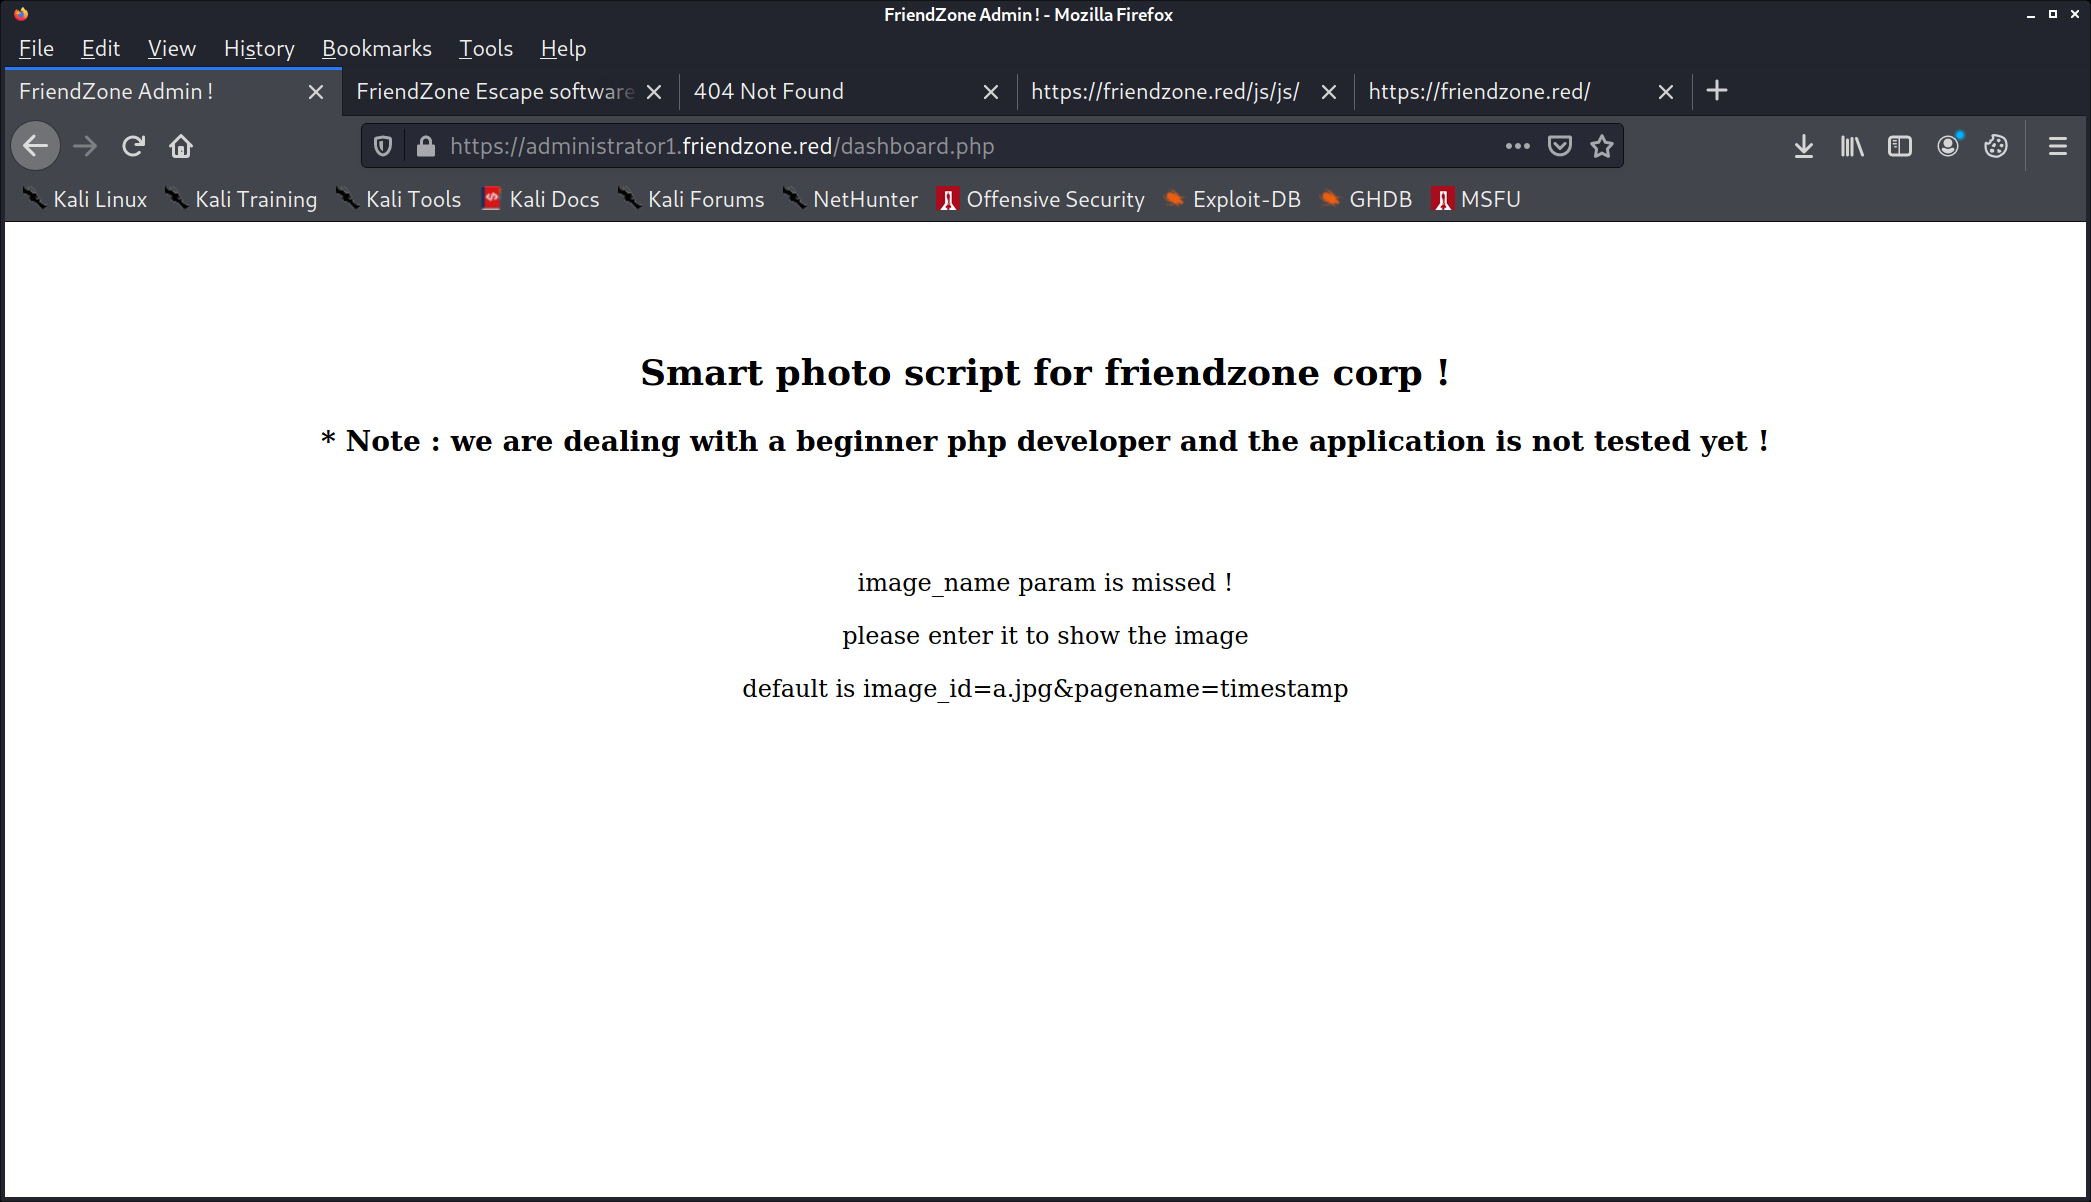 FriendZone Admin ! - Mozilla Firefox
File Edit View History Bookmarks Tools Help
FriendZone Admin ! FriendZone Escape software 404 Not Found https://friendzone.red/js/js/ https://friendzone.red/
https://administrator1.friendzone.red/dashboard.php
Kali Linux Kali Training Kali Tools Kali Docs Kali Forums NetHunter Offensive Security Exploit-DB GHDB MSFU
Smart photo script for friendzone corp !
* Note : we are dealing with a beginner php developer and the application is not tested yet !
image_name param is missed !
please enter it to show the image
default is image_id=a.jpg&pagename=timestamp